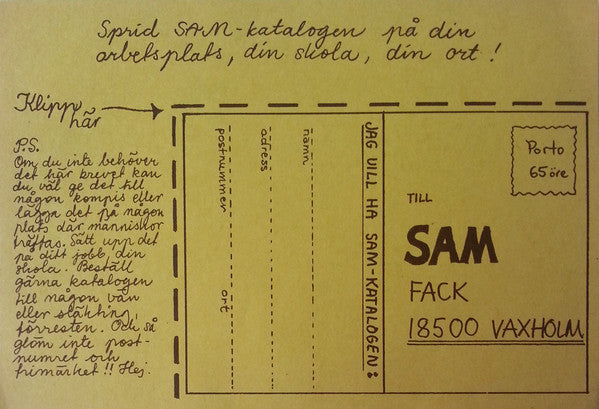 Sprid SAM-katalogen på din
arbetsplats, din skola, din ort!
Klipp
här
P.S.
Om du inte behöver
det här brevet kan
du väl ge det till
någon kompis eller
lägga det på någon
plats där människor
träffas. Sätt upp det
på ditt jobb, din
skola. Beställ
gärna katalogen
till någon vän
eller släkting,
förresten. Och så
glöm inte post-
numret och
frimärket!! Hej.
JAG VILL HA SAM-KATALOGEN:
namn
adress
postnummer ort
Porto
65 öre
TILL
SAM
FACK
18500 VAXHOLM